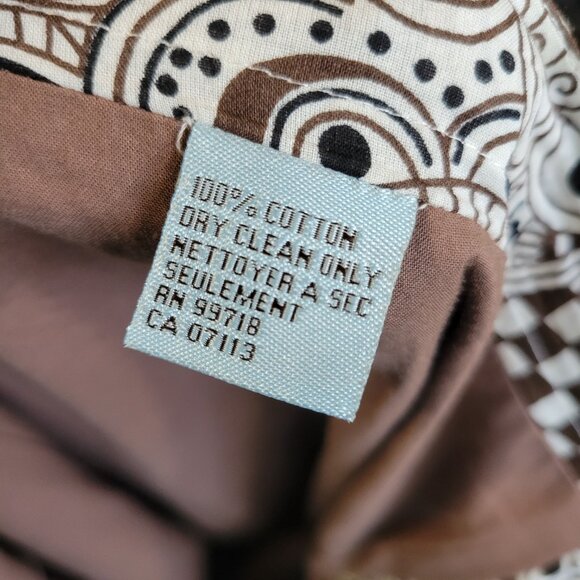 100% COTTON
DRY CLEAN ONLY
NETTOYER A SEC
SEULEMENT
RN 99718
CA 07113